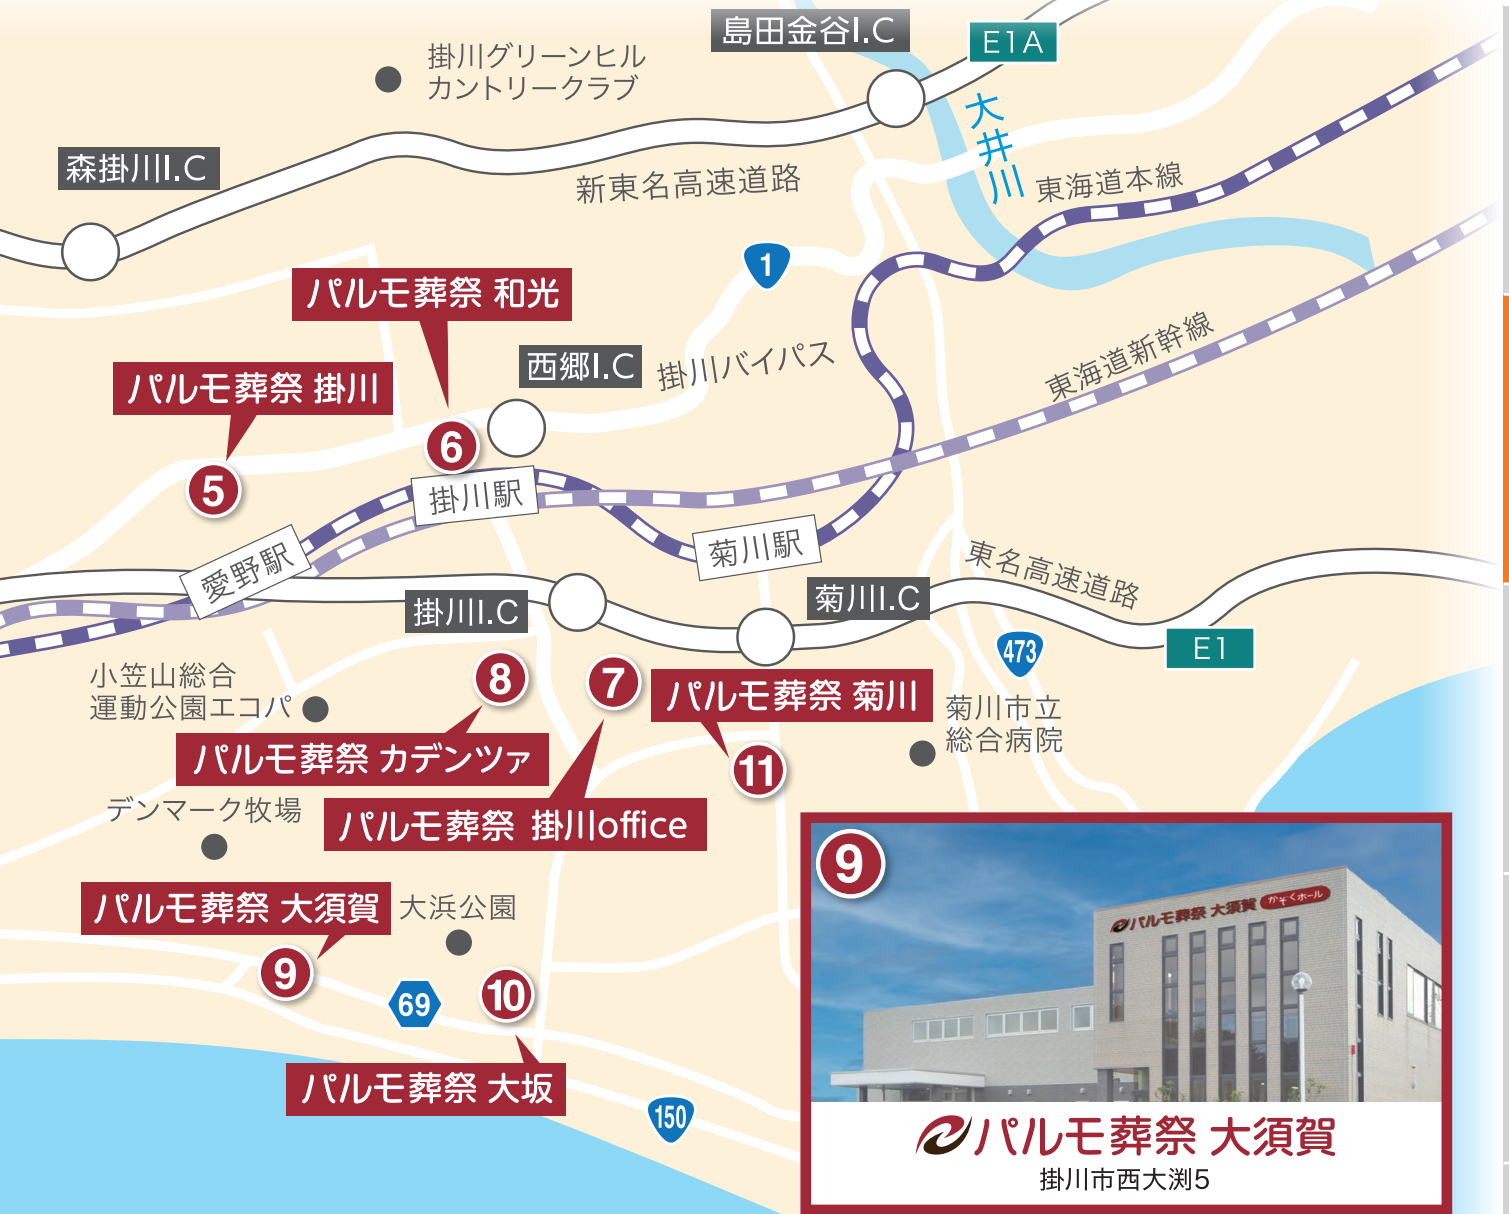 島田金谷I.C
E1A
掛川グリーンヒル
カントリークラブ
大井川
森掛川I.C
新東名高速道路
東海道本線
1
パルモ葬祭 和光
東海道新幹線
西郷I.C
掛川バイパス
パルモ葬祭 掛川
6
5
掛川駅
菊川駅
愛野駅
東名高速道路
掛川I.C
菊川I.C
E1
473
小笠山総合
運動公園エコパ
8
7
パルモ葬祭 菊川
菊川市立
総合病院
パルモ葬祭 カデンツァ
11
デンマーク牧場
パルモ葬祭 掛川office
9
パルモ葬祭 大須賀
大浜公園
パルモ葬祭 大須賀 かぞくホール
9
69
10
パルモ葬祭 大坂
150
パルモ葬祭 大須賀
掛川市西大渕5